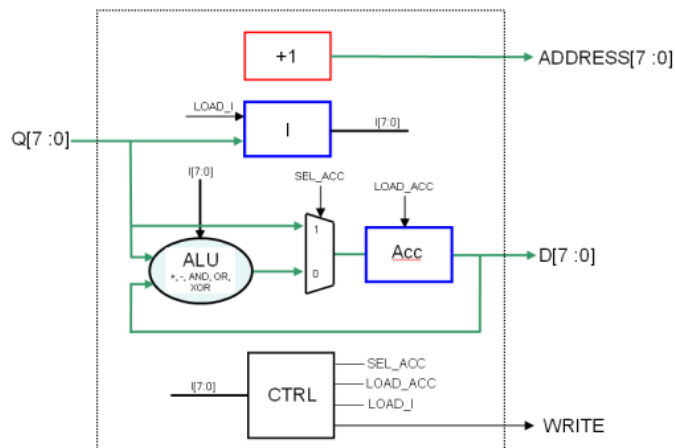 +1
ADDRESS[7 :0]
LOAD_I
I
I[7:0]
Q[7 :0]
I[7:0]
SEL_ACC
LOAD_ACC
1
0
ALU
+,-, AND, OR,
XOR
Acc
D[7 :0]
I[7:0]
CTRL
SEL_ACC
LOAD_ACC
LOAD_I
WRITE